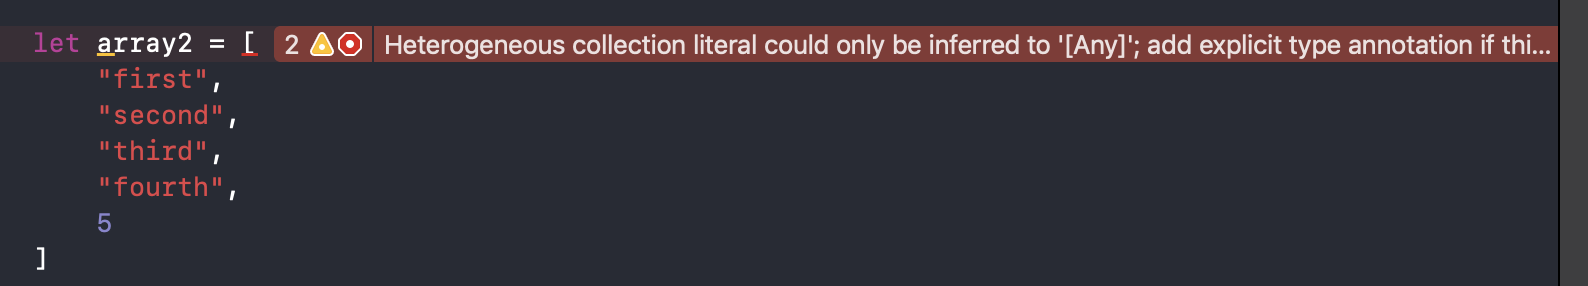 let array2 = [ 2 Heterogeneous collection literal could only be inferred to '[Any]'; add explicit type annotation if thi...
"first",
"second",
"third",
"fourth",
5
]